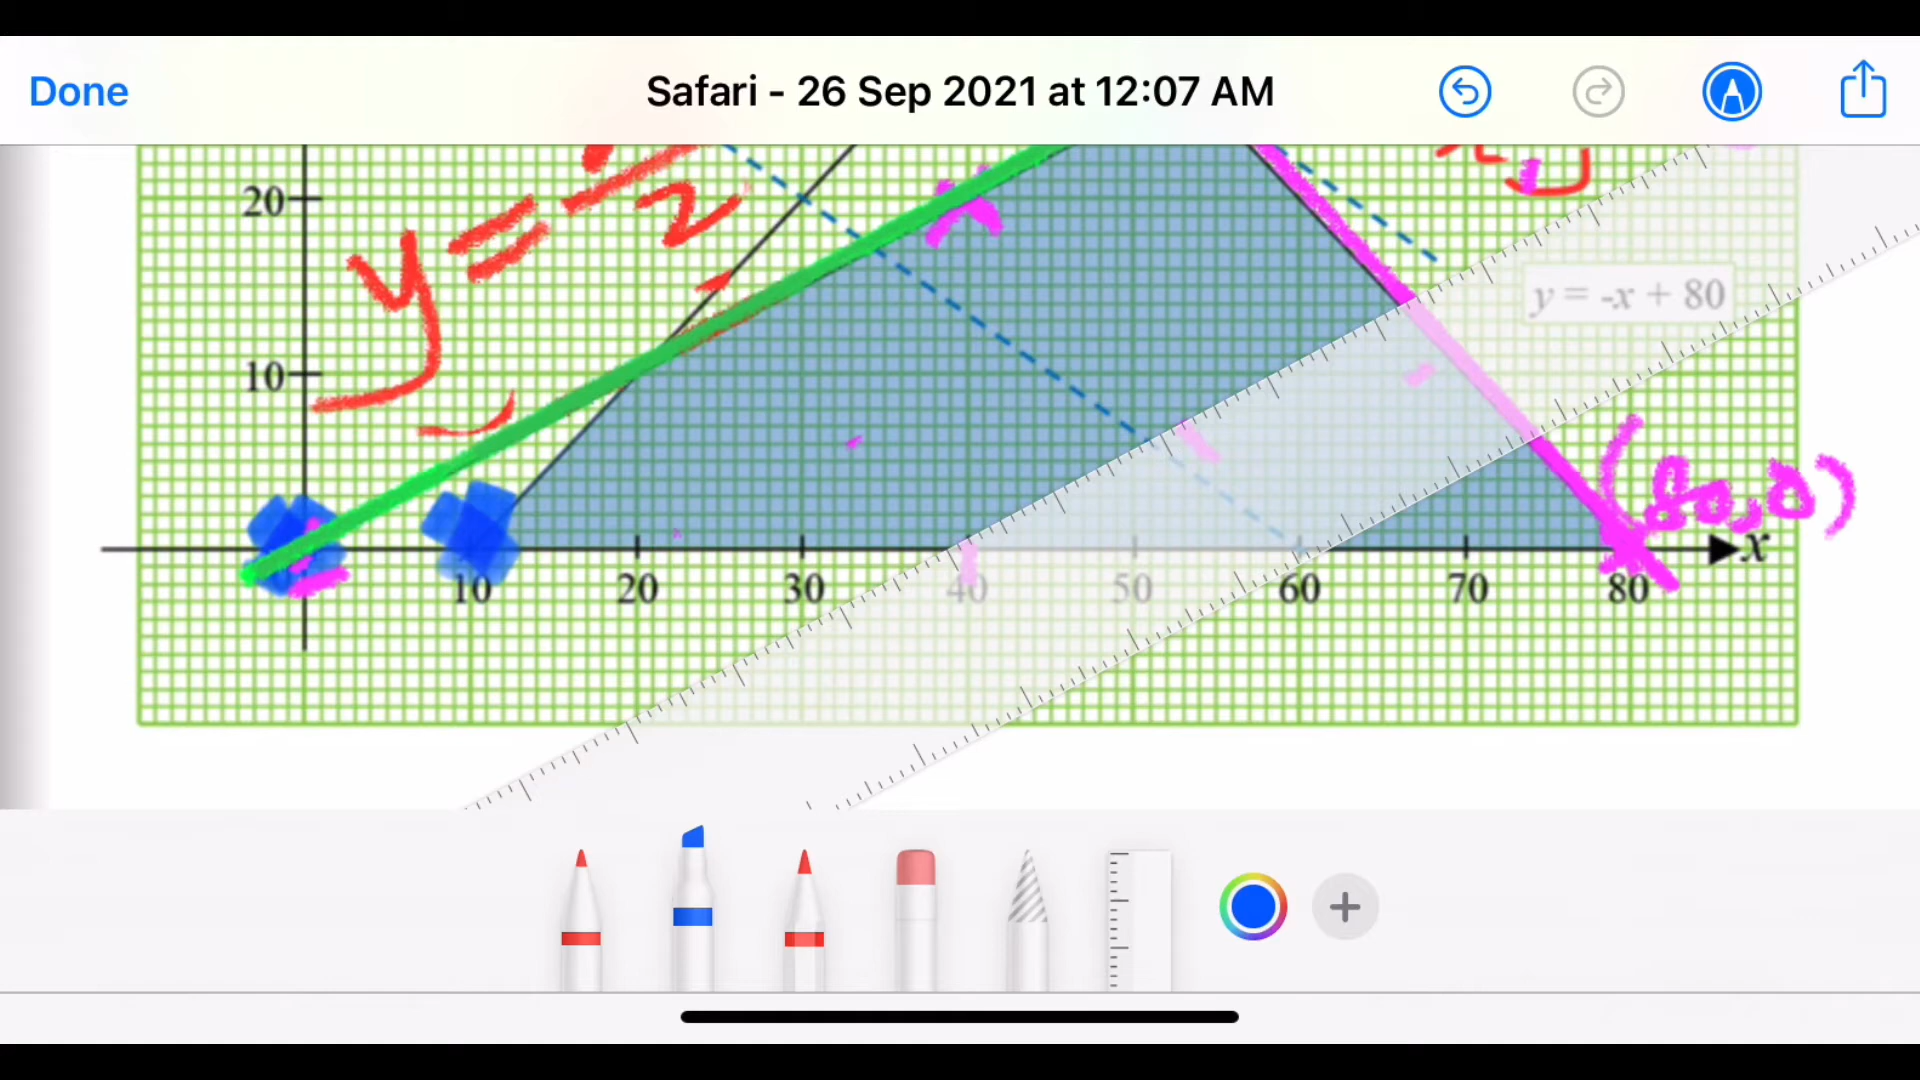 Done
Safari - 26 Sep 2021 at 12:07 AM
20
y =
2
y = -x + 80
10
(80,0)
x
10 20 30 40 50 60 70 80